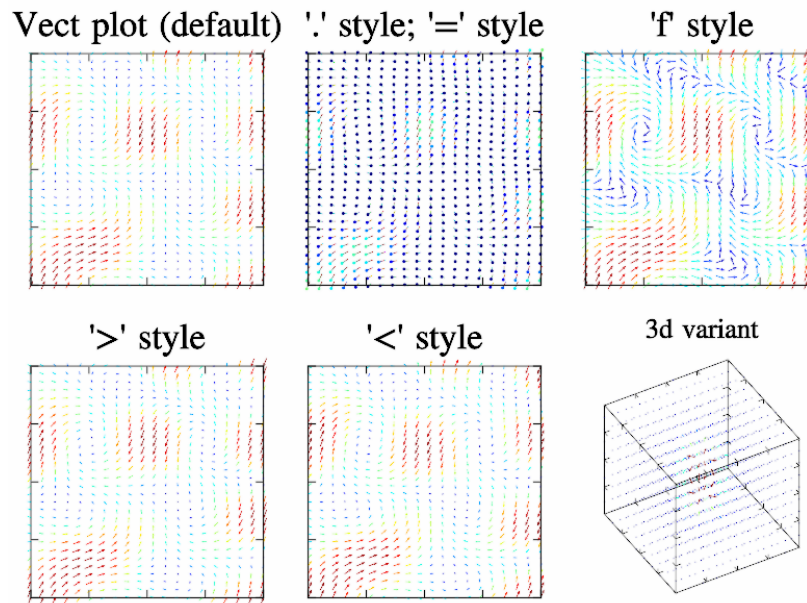 Vect plot (default)
'.' style; '=' style
'f' style
'>' style
'<' style
3d variant